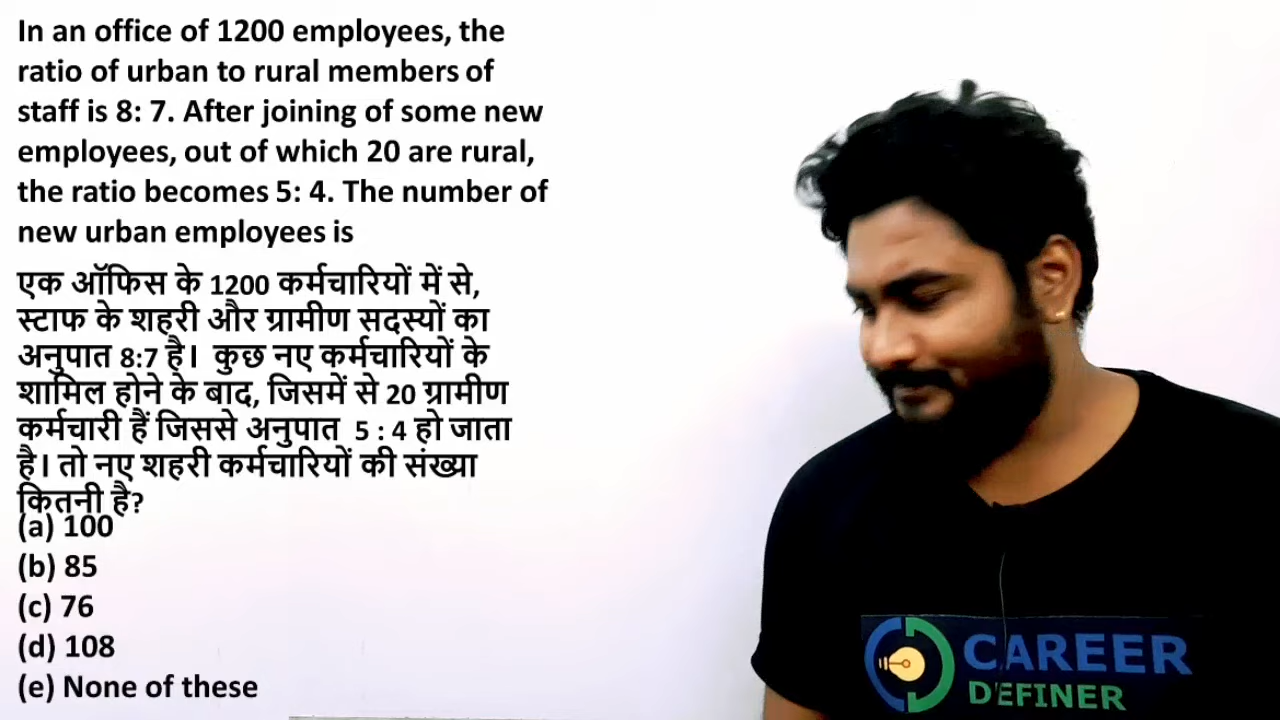 In an office of 1200 employees, the
ratio of urban to rural members of
staff is 8: 7. After joining of some new
employees, out of which 20 are rural,
the ratio becomes 5: 4. The number of
new urban employees is
एक ऑफिस के 1200 कर्मचारियों में से,
स्टाफ के शहरी और ग्रामीण सदस्यों का
अनुपात 8:7 है। कुछ नए कर्मचारियों के
शामिल होने के बाद, जिसमें से 20 ग्रामीण
कर्मचारी हैं जिससे अनुपात 5 : 4 हो जाता
है। तो नए शहरी कर्मचारियों की संख्या
कितनी है?
(a) 100
(b) 85
(c) 76
(d) 108
(e) None of these
CAREER
DEFINER